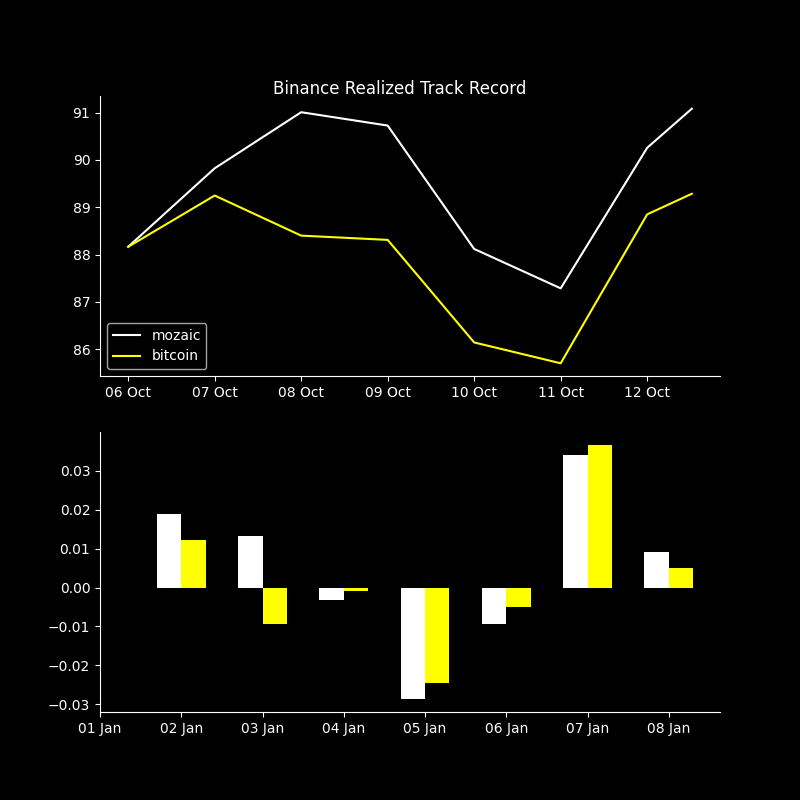 Binance Realized Track Record
91
90
89
88
87
86
mozaic
bitcoin
06 Oct 07 Oct 08 Oct 09 Oct 10 Oct 11 Oct 12 Oct
0.03
0.02
0.01
0.00
−0.01
−0.02
−0.03
01 Jan 02 Jan 03 Jan 04 Jan 05 Jan 06 Jan 07 Jan 08 Jan